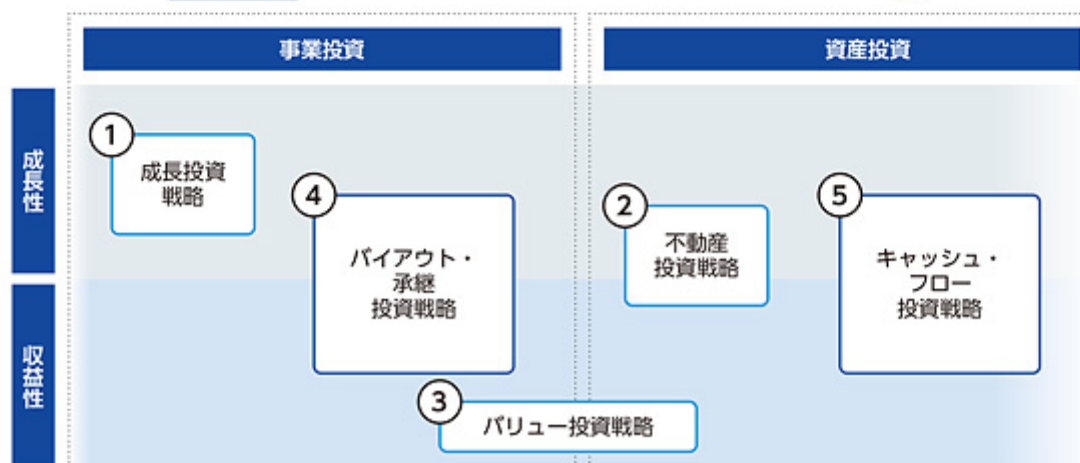 事業投資
資産投資
成長性
収益性
①
成長投資
戦略
④
バイアウト・
承継
投資戦略
②
不動産
投資戦略
⑤
キャッシュ・
フロー
投資戦略
③
バリュー投資戦略